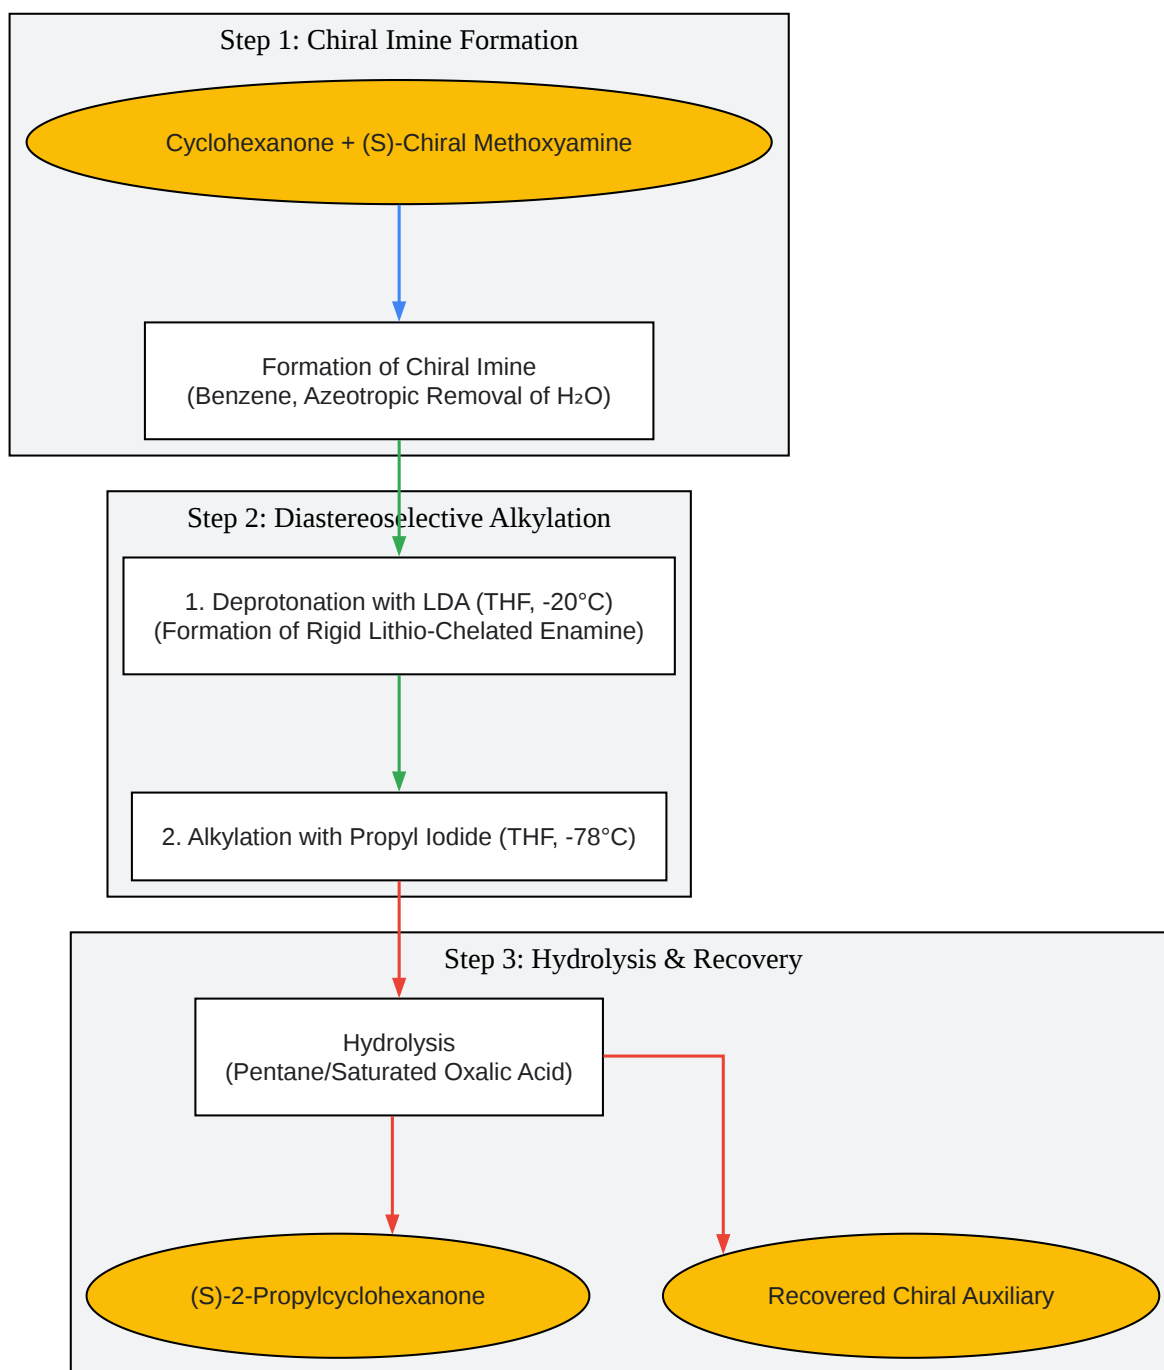 Step 1: Chiral Imine Formation
Cyclohexanone + (S)-Chiral Methoxyamine
Formation of Chiral Imine
(Benzene, Azeotropic Removal of H₂O)
Step 2: Diastereoselective Alkylation
1. Deprotonation with LDA (THF, -20°C)
(Formation of Rigid Lithio-Chelated Enamine)
2. Alkylation with Propyl Iodide (THF, -78°C)
Step 3: Hydrolysis & Recovery
Hydrolysis
(Pentane/Saturated Oxalic Acid)
(S)-2-Propylcyclohexanone
Recovered Chiral Auxiliary